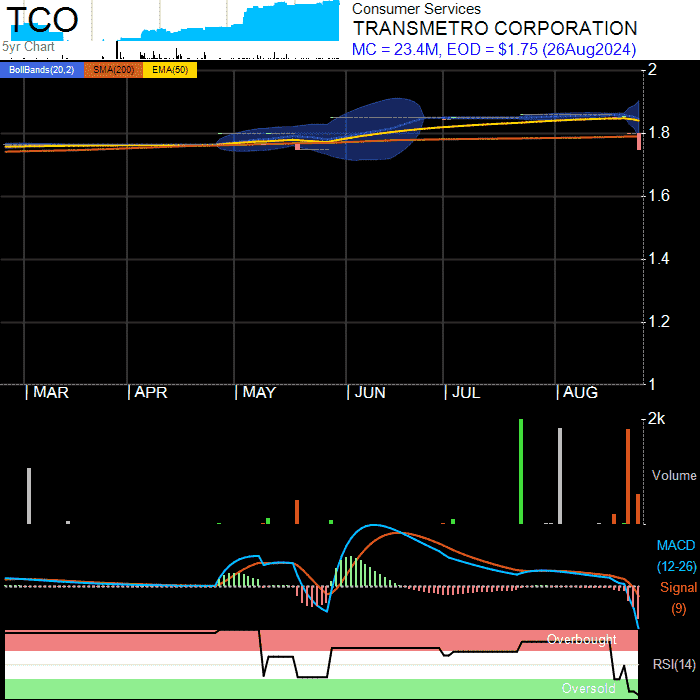 TCO
Consumer Services
TRANSMETRO CORPORATION
5yr Chart
MC = 23.4M, EOD = $1.75 (26Aug2024)
BollBands(20,2) SMA(200) EMA(50)
2
1.8
1.6
1.4
1.2
1
MAR APR MAY JUN JUL AUG
2k
Volume
MACD
(12-26)
Signal
(9)
Overbought
RSI(14)
Oversold